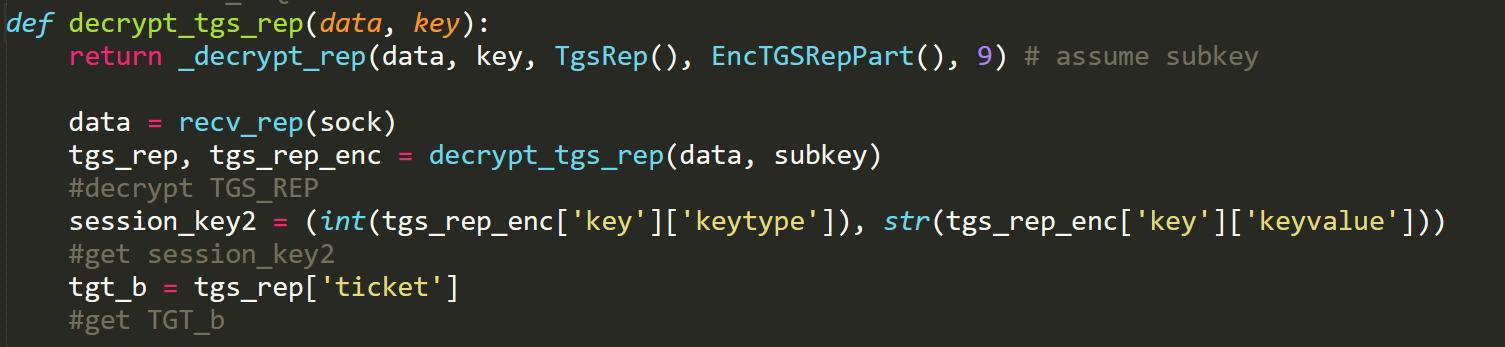 def decrypt_tgs_rep(data, key):
    return _decrypt_rep(data, key, TgsRep(), EncTGSRepPart(), 9) # assume subkey
    data = recv_rep(sock)
    tgs_rep, tgs_rep_enc = decrypt_tgs_rep(data, subkey)
    #decrypt TGS_REP
    session_key2 = (int(tgs_rep_enc['key']['keytype']), str(tgs_rep_enc['key']['keyvalue']))
    #get session_key2
    tgt_b = tgs_rep['ticket']
    #get TGT_b